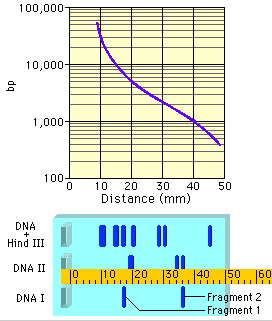 100,000
10,000
1,000
100
bp
0 10 20 30 40 50
Distance (mm)
DNA
+
Hind III
DNA II
0 10 20 30 40 50 60
DNA I
Fragment 2
Fragment 1